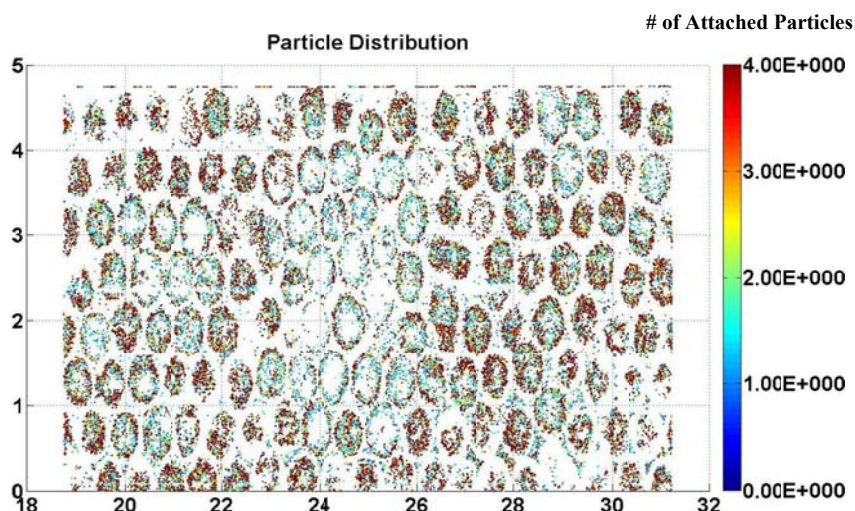 # of Attached Particles
Particle Distribution
5
4
3
2
1
0
18
20
22
24
26
28
30
32
4.00E+000
3.00E+000
2.00E+000
1.00E+000
0.00E+000